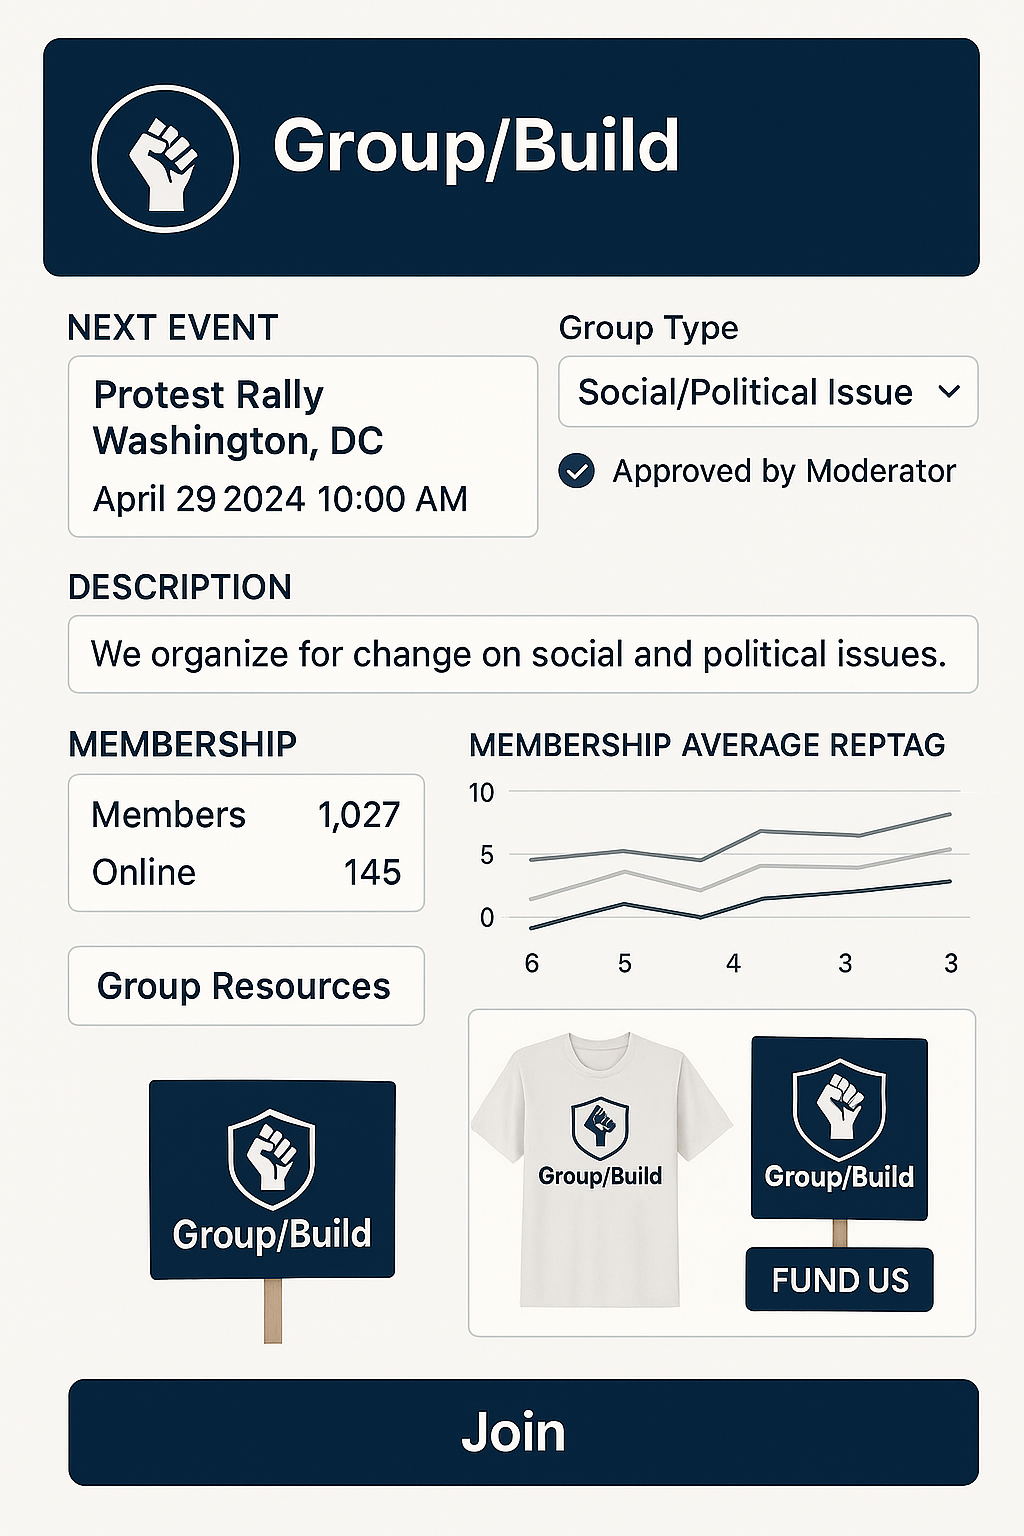 Group/Build
NEXT EVENT
Protest Rally
Washington, DC
April 29 2024 10:00 AM
Group Type
Social/Political Issue
Approved by Moderator
DESCRIPTION
We organize for change on social and political issues.
MEMBERSHIP
Members 1,027
Online 145
Group Resources
MEMBERSHIP AVERAGE REPTAG
10
5
0
6 5 4 3 3
Group/Build
Group/Build
Group/Build
FUND US
Join